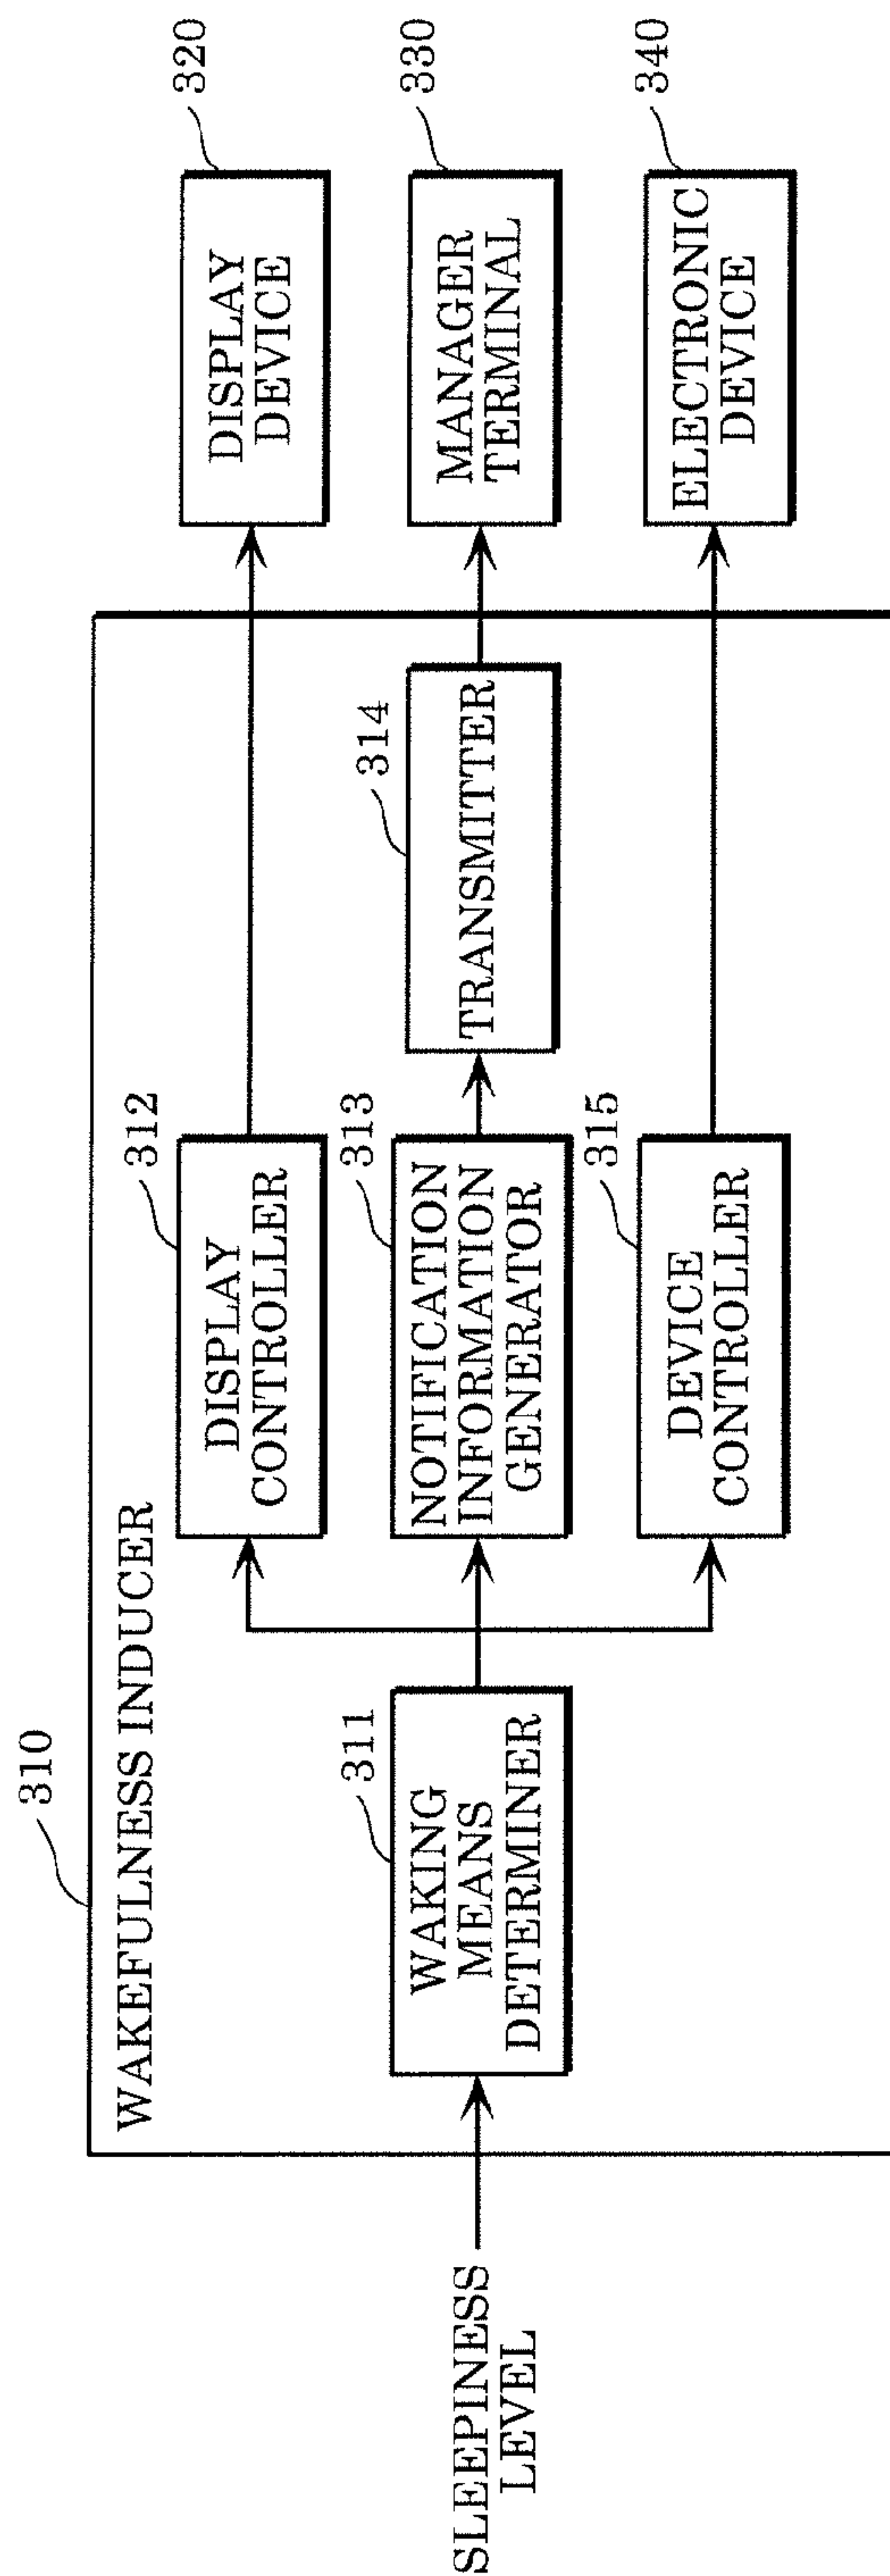 310
WAKEFULNESS INDUCER
SLEEPINESS
LEVEL
311
WAKING
MEANS
DETERMINER
312
DISPLAY
CONTROLLER
313
NOTIFICATION
INFORMATION
GENERATOR
315
DEVICE
CONTROLLER
314
TRANSMITTER
320
DISPLAY
DEVICE
330
MANAGER
TERMINAL
340
ELECTRONIC
DEVICE